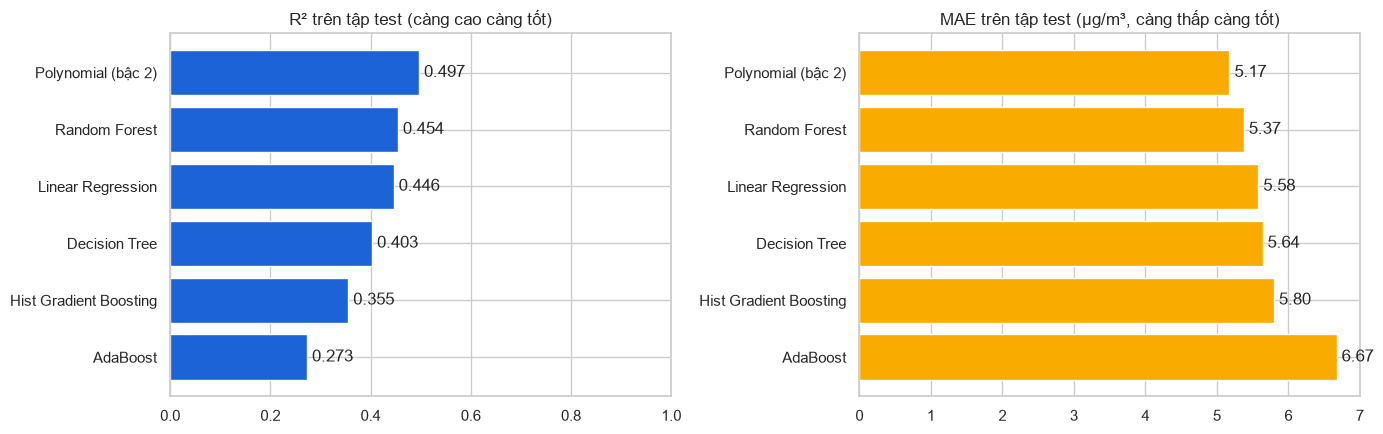 R² trên tập test (càng cao càng tốt)
Polynomial (bậc 2)
0.497
Random Forest
0.454
Linear Regression
0.446
Decision Tree
0.403
Hist Gradient Boosting
0.355
AdaBoost
0.273
0.0 0.2 0.4 0.6 0.8 1.0
MAE trên tập test (µg/m³, càng thấp càng tốt)
Polynomial (bậc 2)
5.17
Random Forest
5.37
Linear Regression
5.58
Decision Tree
5.64
Hist Gradient Boosting
5.80
AdaBoost
6.67
0 1 2 3 4 5 6 7